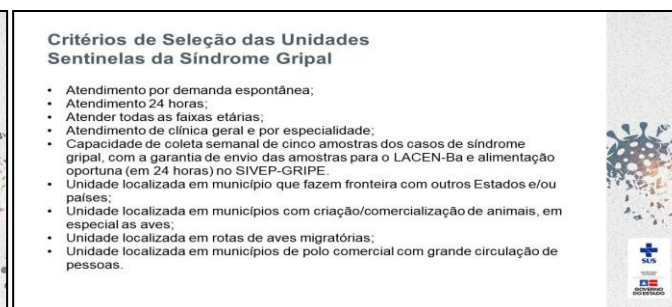 Critérios de Seleção das Unidades
Sentinelas da Síndrome Gripal
• Atendimento por demanda espontânea;
• Atendimento 24 horas;
• Atender todas as faixas etárias;
• Atendimento de clínica geral e por especialidade;
• Capacidade de coleta semanal de cinco amostras dos casos de síndrome
gripal, com a garantia de envio das amostras para o LACEN-Ba e alimentação
oportuna (em 24 horas) no SIVEP-GRIPE.
• Unidade localizada em município que fazem fronteira com outros Estados e/ou
países;
• Unidade localizada em municípios com criação/comercialização de animais, em
especial as aves;
• Unidade localizada em rotas de aves migratórias;
• Unidade localizada em municípios de polo comercial com grande circulação de
pessoas.
SUS
GOVERNO
DO ESTADO